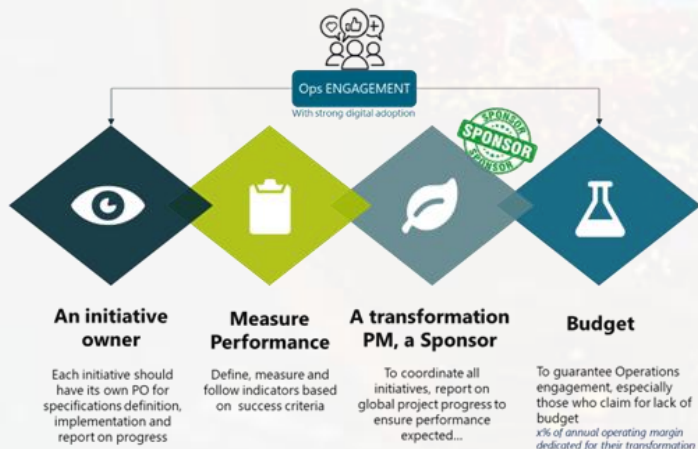 Ops ENGAGEMENT
With strong digital adoption
SPONSOR
SPONSOR
SPONSOR
An initiative
owner
Each initiative should
have its own PO for
specifications definition,
implementation and
report on progress
Measure
Performance
Define, measure and
follow indicators based
on success criteria
A transformation
PM, a Sponsor
To coordinate all
initiatives, report on
global project progress to
ensure performance
expected...
Budget
To guarantee Operations
engagement, especially
those who claim for lack of
budget
x% of annual operating margin
dedicated for their transformation